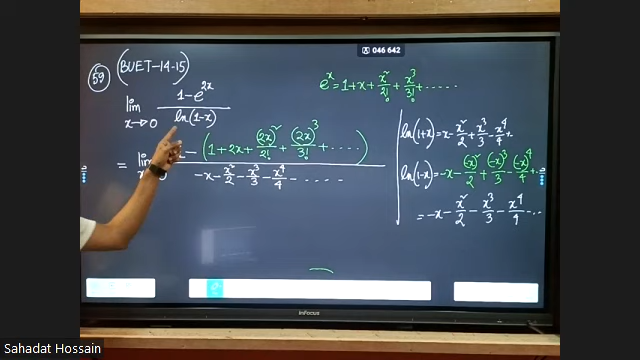 046 642
59 (BUET-14-15)
lim x→0 (1-e^2x)/(ln(1-x))
= lim - (1+2x+(2x)²/2!+(2x)³/3!+.....) / (-x-x²/2-x³/3-x⁴/4-.....)
e^x=1+x+x²/2!+x³/3!+.....
ln(1+x)=x-x²/2+x³/3-x⁴/4+..
ln(1-x)=-x-(-x)²/2+(-x)³/3-(-x)⁴/4+..
=-x-x²/2-x³/3-x⁴/4-...
InFocus
Sahadat Hossain